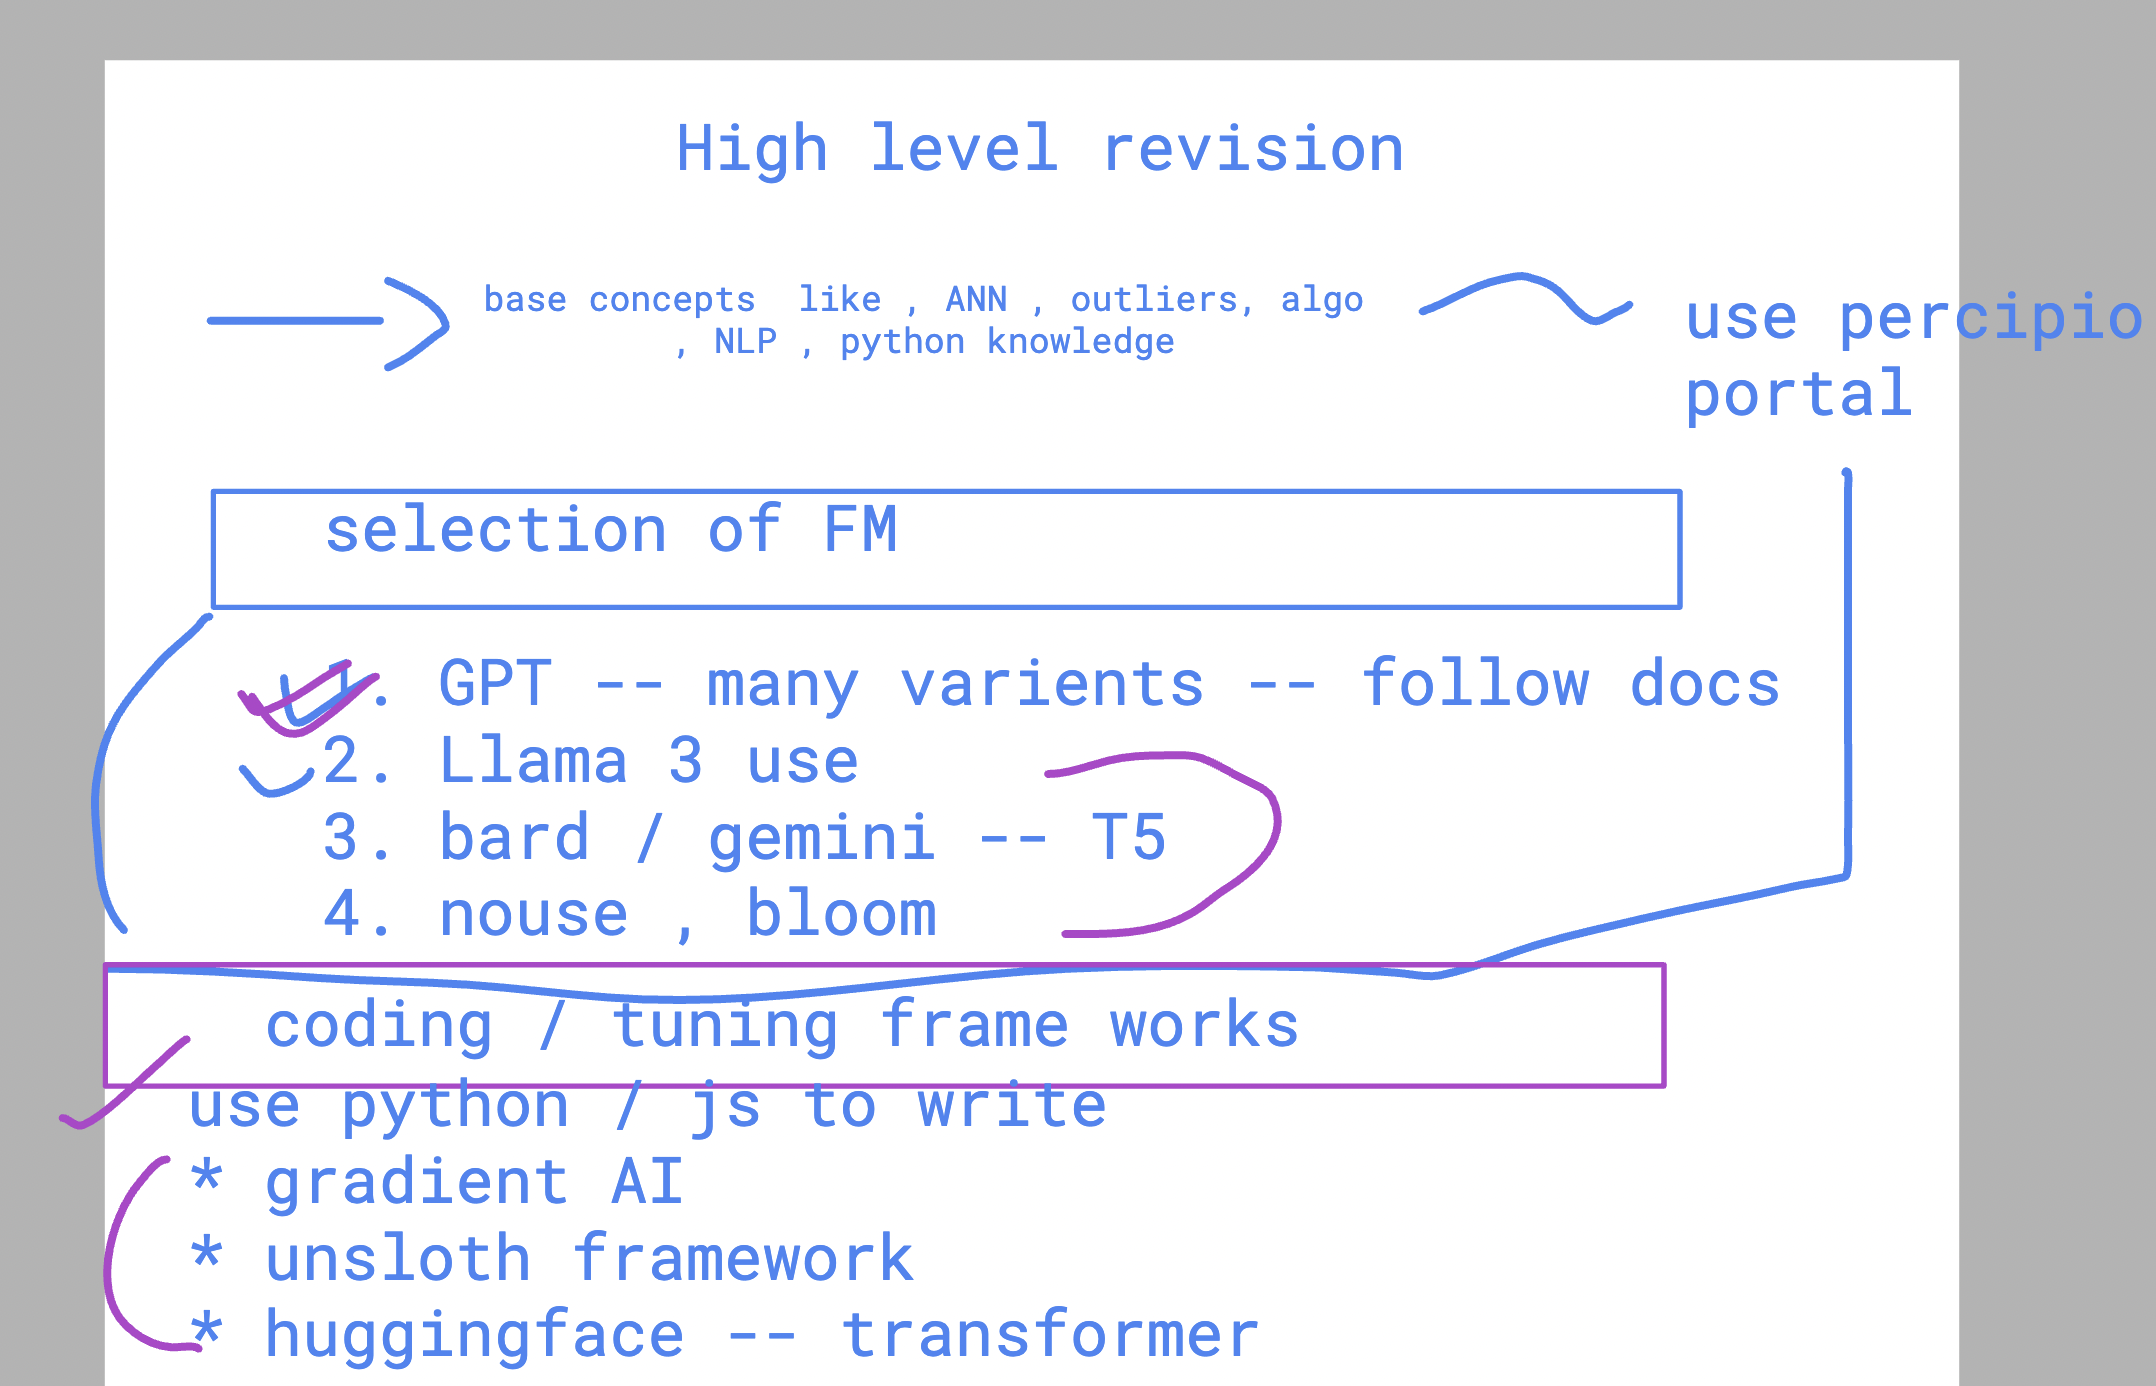 High level revision
base concepts like , ANN , outliers, algo
, NLP , python knowledge
use percipio
portal
selection of FM
1. GPT -- many varients -- follow docs
2. Llama 3 use
3. bard / gemini -- T5
4. nouse , bloom
coding / tuning frame works
use python / js to write
* gradient AI
* unsloth framework
* huggingface -- transformer